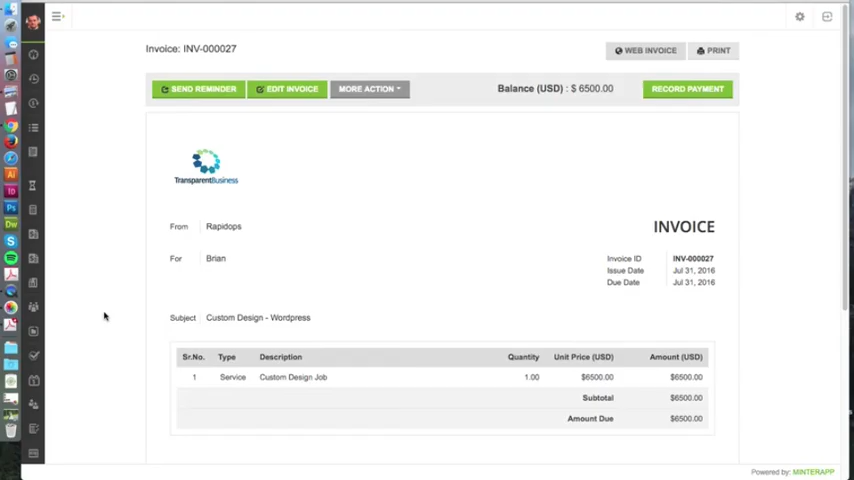 Invoice: INV-000027
WEB INVOICE
PRINT
SEND REMINDER
EDIT INVOICE
MORE ACTION
Balance (USD) : $ 6500.00
RECORD PAYMENT
TransparentBusiness
From Rapidops
INVOICE
For Brian
Invoice ID INV-000027
Issue Date Jul 31, 2016
Due Date Jul 31, 2016
Subject Custom Design - Wordpress
Sr.No. Type Description Quantity Unit Price (USD) Amount (USD)
1 Service Custom Design Job 1.00 $6500.00 $6500.00
Subtotal $6500.00
Amount Due $6500.00
Powered by: MINTERAPP